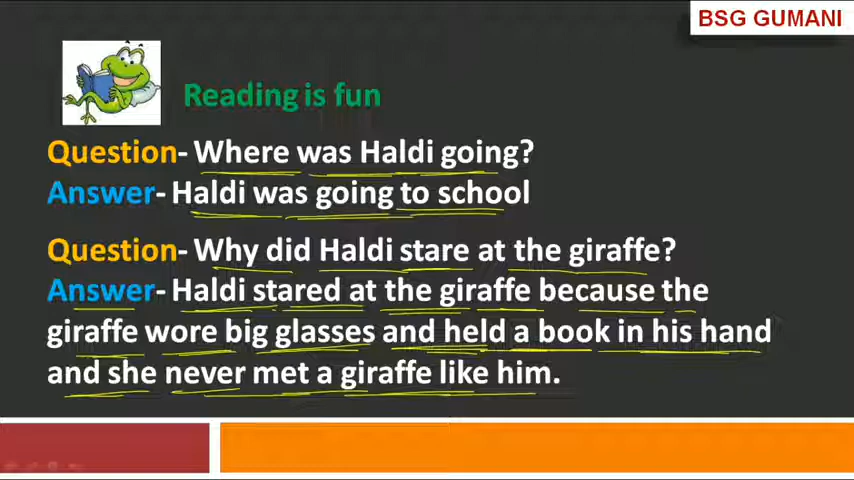 BSG GUMANI
Reading is fun
Question- Where was Haldi going?
Answer- Haldi was going to school
Question- Why did Haldi stare at the giraffe?
Answer- Haldi stared at the giraffe because the
giraffe wore big glasses and held a book in his hand
and she never met a giraffe like him.